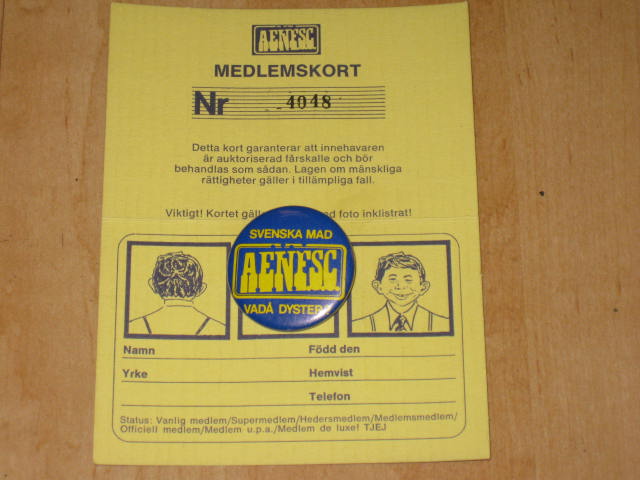 AENESC
MEDLEMSKORT
Nr 4048
Detta kort garanterar att innehavaren
är auktoriserad fårskalle och bör
behandlas som sådan. Lagen om mänskliga
rättigheter gäller i tillämpliga fall.
Viktigt! Kortet gäll d foto inklistrat!
SVENSKA MAD
AENESC
VADÅ DYSTER
Namn Född den
Yrke Hemvist
Telefon
Status: Vanlig medlem/Supermedlem/Hedersmedlem/Medlemsmedlem/
Officiell medlem/Medlem u.p.a./Medlem de luxe! TJEJ